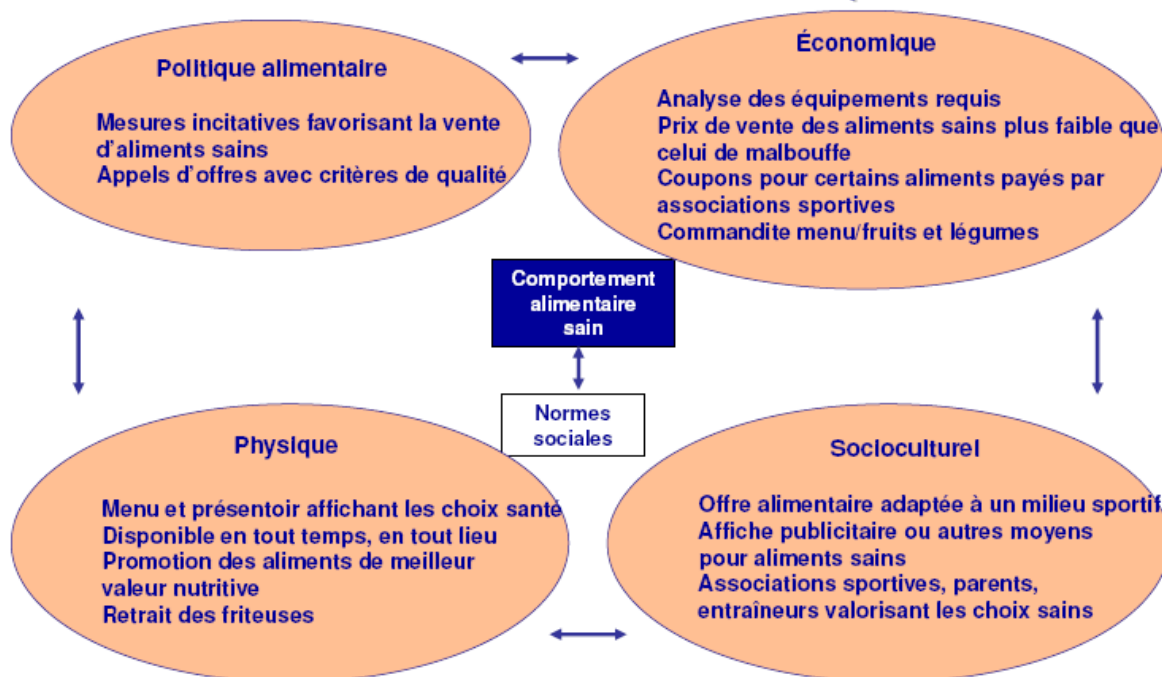 Politique alimentaire
Mesures incitatives favorisant la vente
d'aliments sains
Appels d'offres avec critères de qualité
Économique
Analyse des équipements requis
Prix de vente des aliments sains plus faible que
celui de malbouffe
Coupons pour certains aliments payés par
associations sportives
Commandite menu/fruits et légumes
Comportement
alimentaire
sain
Normes
sociales
Physique
Menu et présentoir affichant les choix santé
Disponible en tout temps, en tout lieu
Promotion des aliments de meilleur
valeur nutritive
Retrait des friteuses
Socioculturel
Offre alimentaire adaptée à un milieu sportif
Affiche publicitaire ou autres moyens
pour aliments sains
Associations sportives, parents,
entraîneurs valorisant les choix sains